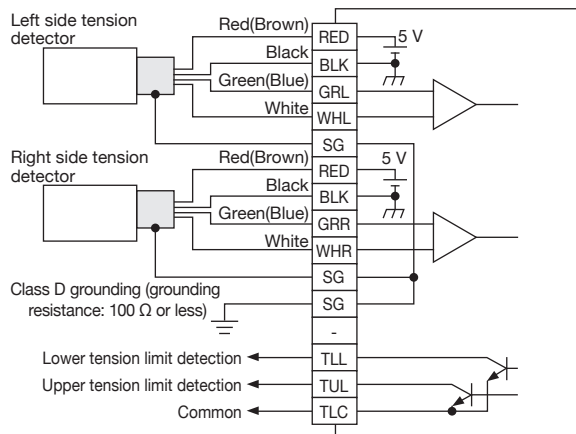 Left side tension
detector
Red(Brown)
Black
Green(Blue)
White
RED
BLK
GRL
WHL
SG
5 V
Right side tension
detector
Red(Brown)
Black
Green(Blue)
White
RED
BLK
GRR
WHR
SG
SG
-
5 V
Class D grounding (grounding
resistance: 100 Ω or less)
Lower tension limit detection
TLL
Upper tension limit detection
TUL
Common
TLC